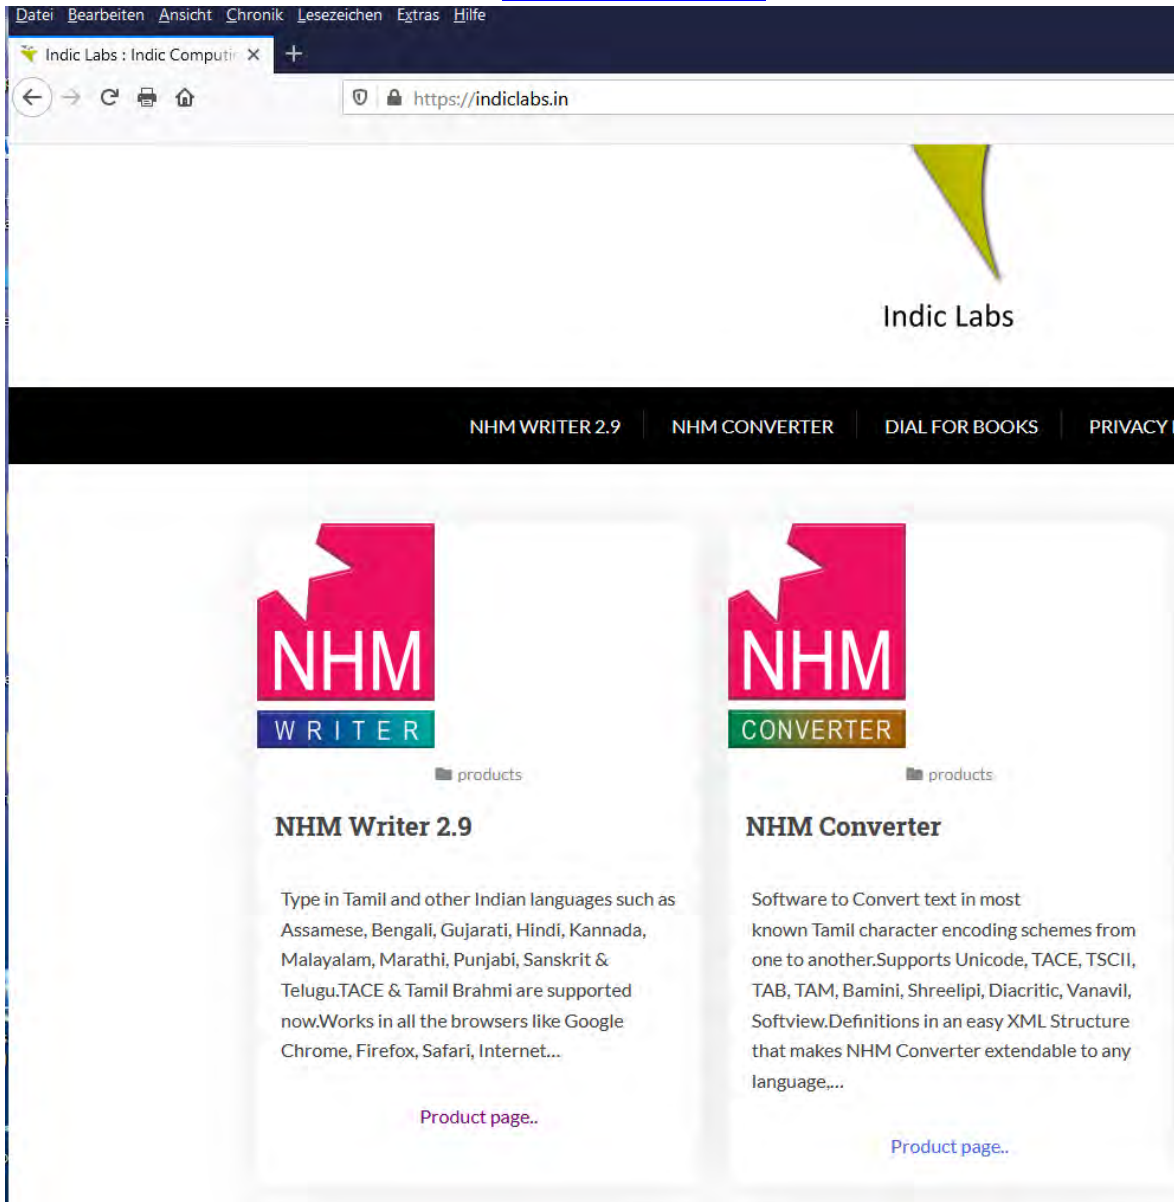 Datei Bearbeiten Ansicht Chronik Lesezeichen Extras Hilfe
Indic Labs : Indic Computin
https://indiclabs.in
Indic Labs
NHM WRITER 2.9 NHM CONVERTER DIAL FOR BOOKS PRIVACY
NHM
WRITER
products
NHM Writer 2.9
Type in Tamil and other Indian languages such as
Assamese, Bengali, Gujarati, Hindi, Kannada,
Malayalam, Marathi, Punjabi, Sanskrit &
Telugu.TACE & Tamil Brahmi are supported
now.Works in all the browsers like Google
Chrome, Firefox, Safari, Internet...
Product page..
NHM
CONVERTER
products
NHM Converter
Software to Convert text in most
known Tamil character encoding schemes from
one to another.Supports Unicode, TACE, TSCII,
TAB, TAM, Bamini, Shreelipi, Diacritic, Vanavil,
Softview.Definitions in an easy XML Structure
that makes NHM Converter extendable to any
language,...
Product page..